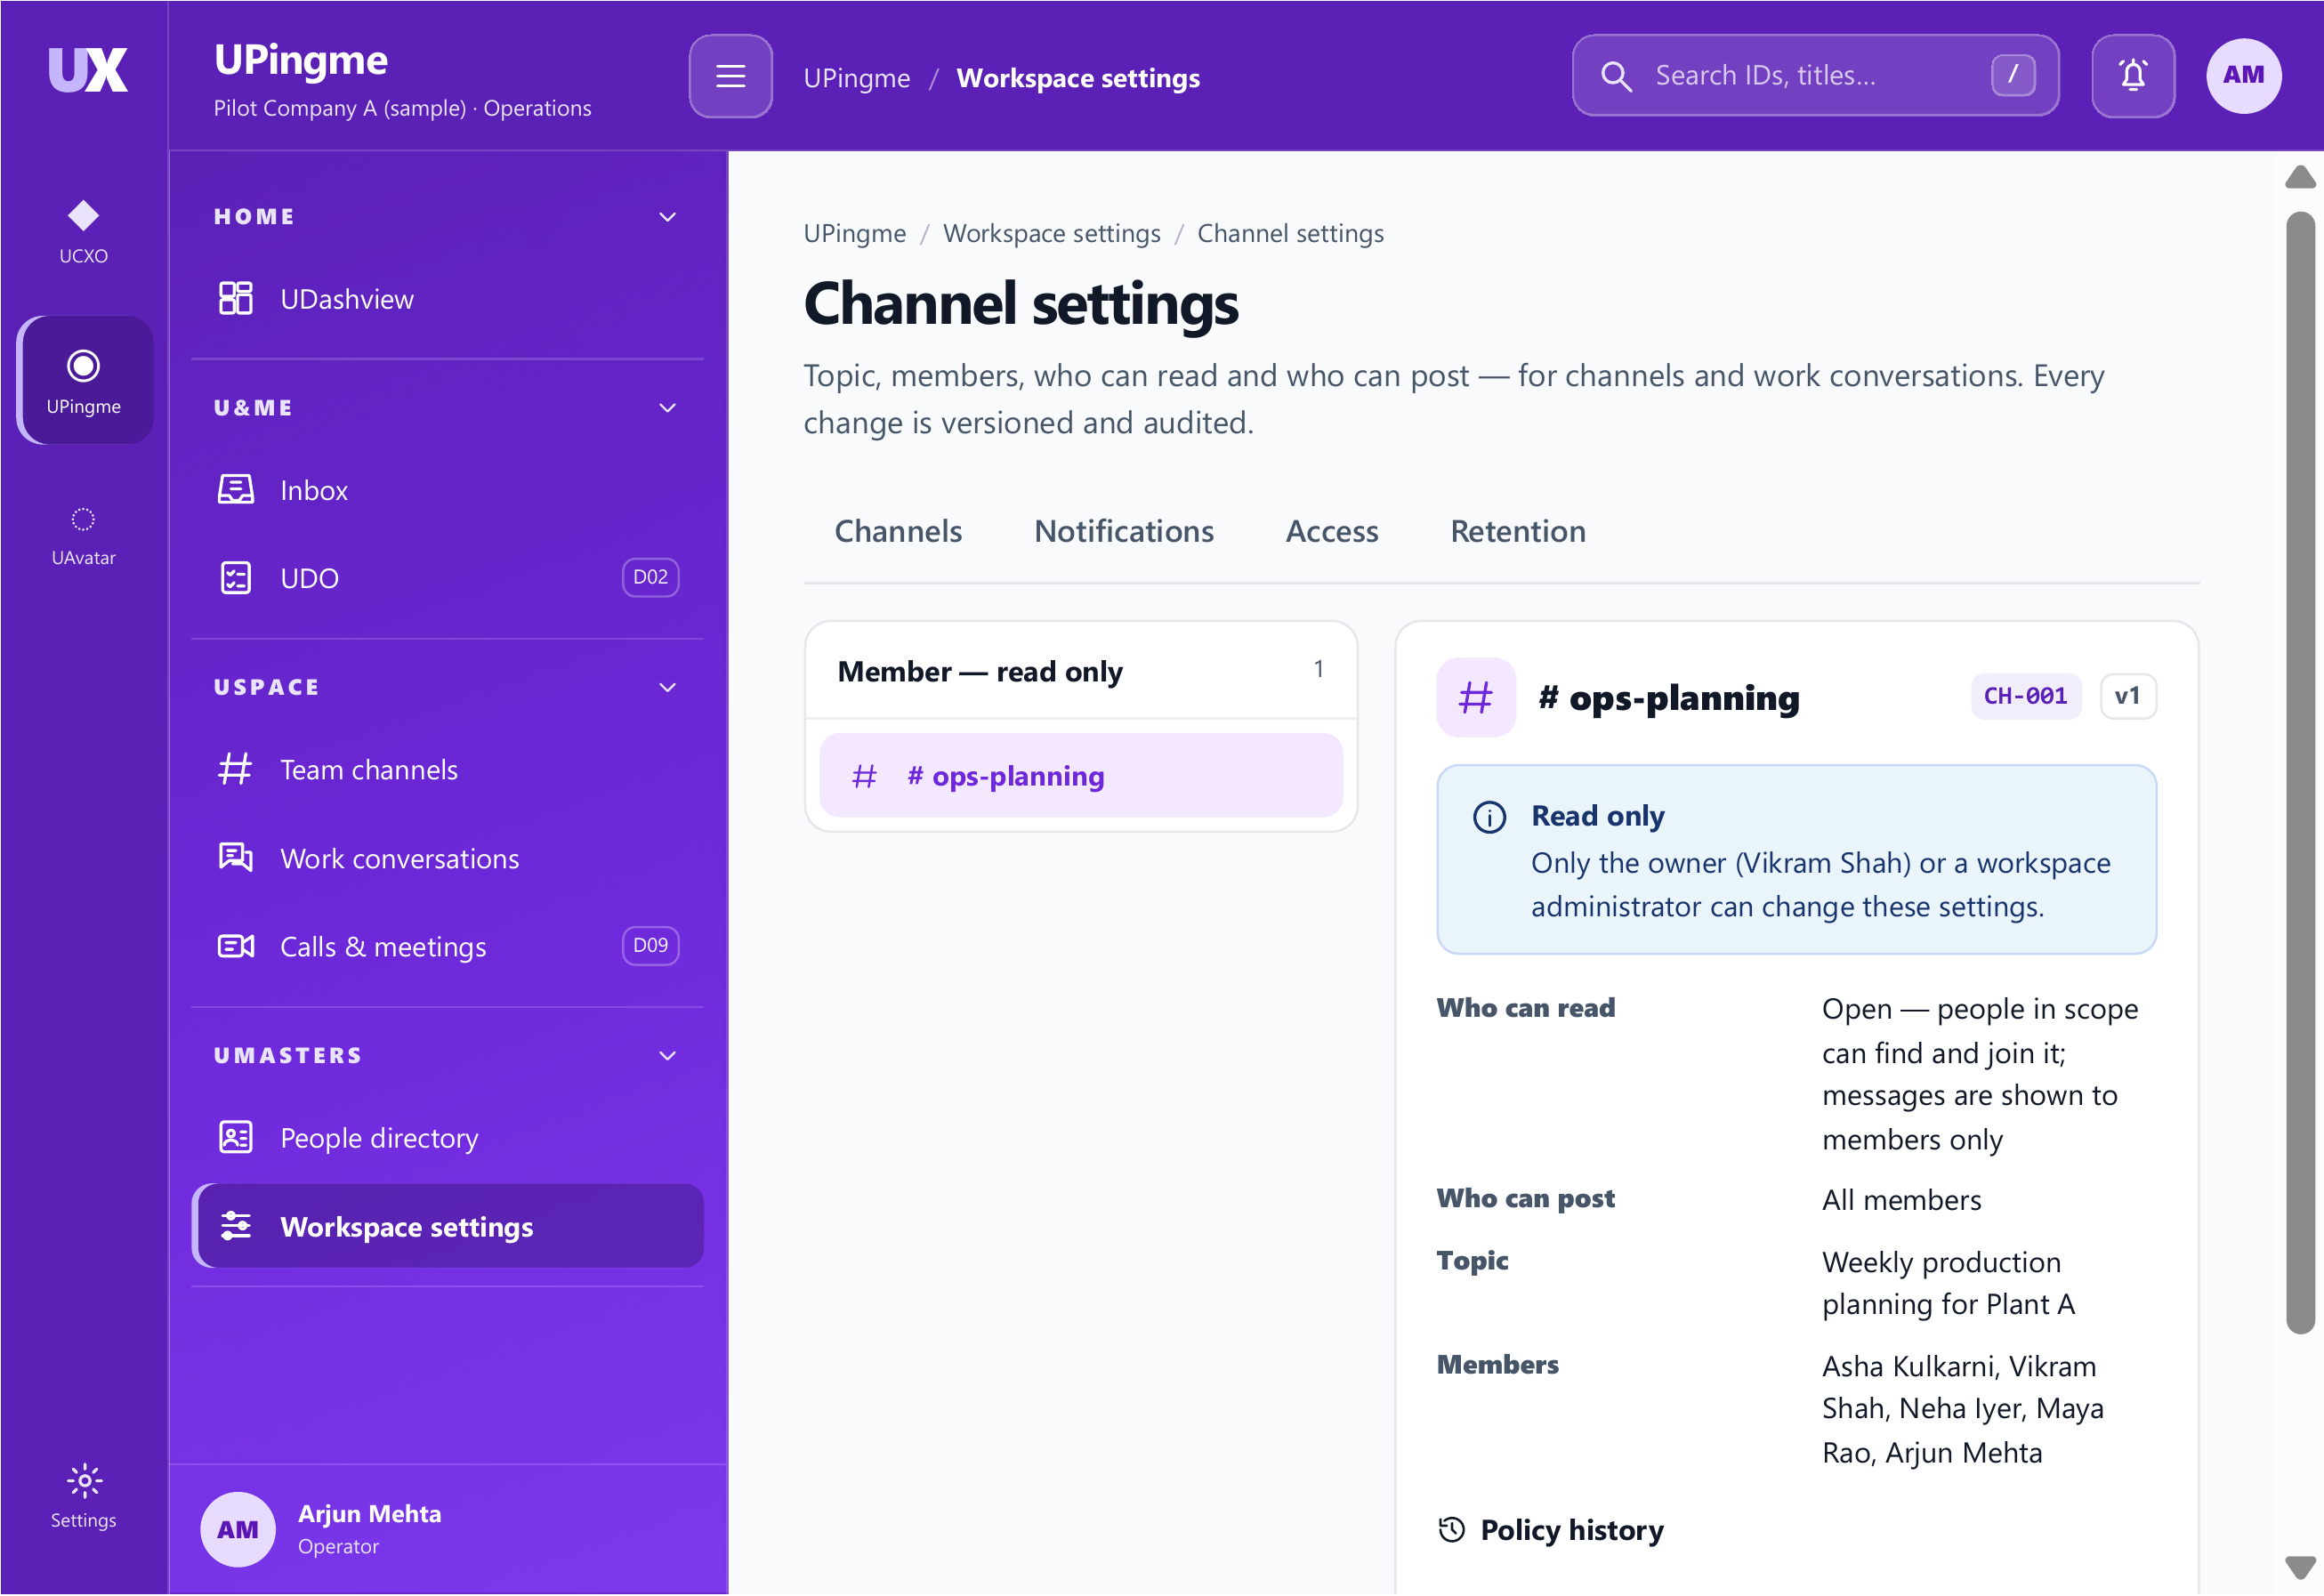 UX
UPingme
Pilot Company A (sample) · Operations
UPingme / Workspace settings
Search IDs, titles...
/
AM
UCXO
UPingme
UAvatar
Settings
HOME
UDashview
U&ME
Inbox
UDO
D02
USPACE
Team channels
Work conversations
Calls & meetings
D09
UMASTERS
People directory
Workspace settings
AM
Arjun Mehta
Operator
UPingme / Workspace settings / Channel settings
Channel settings
Topic, members, who can read and who can post — for channels and work conversations. Every
change is versioned and audited.
Channels
Notifications
Access
Retention
Member — read only
1
# ops-planning
# ops-planning
CH-001
v1
Read only
Only the owner (Vikram Shah) or a workspace
administrator can change these settings.
Who can read
Open — people in scope
can find and join it;
messages are shown to
members only
Who can post
All members
Topic
Weekly production
planning for Plant A
Members
Asha Kulkarni, Vikram
Shah, Neha Iyer, Maya
Rao, Arjun Mehta
Policy history